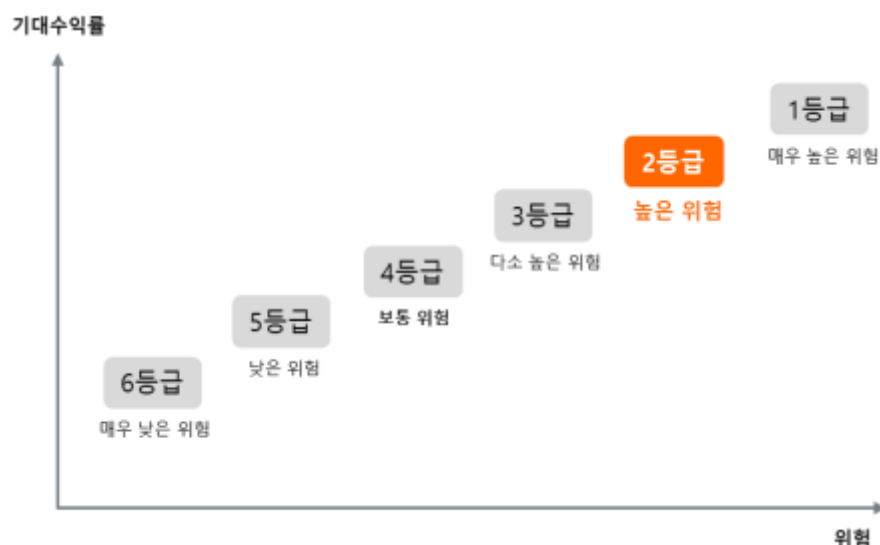 기대수익률
1등급
매우 높은 위험
2등급
높은 위험
3등급
다소 높은 위험
4등급
보통 위험
5등급
낮은 위험
6등급
매우 낮은 위험
위험